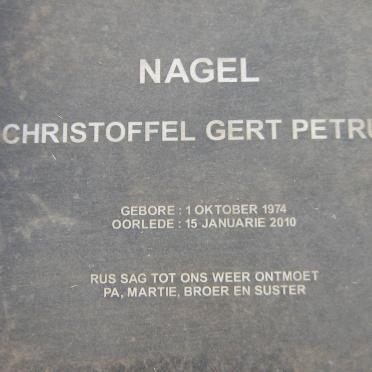 NAGEL
CHRISTOFFEL GERT PETRU
GEBORE : 1 OKTOBER 1974
OORLEDE : 15 JANUARIE 2010
RUS SAG TOT ONS WEER ONTMOET
PA, MARTIE, BROER EN SUSTER